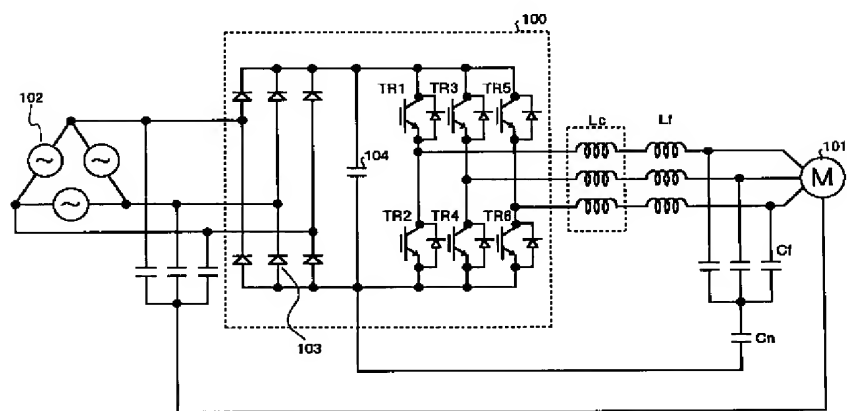 100
TR1 TR3 TR5
Lc Lf
102
104
101
M
TR2 TR4 TR6
Cf
103
Cn